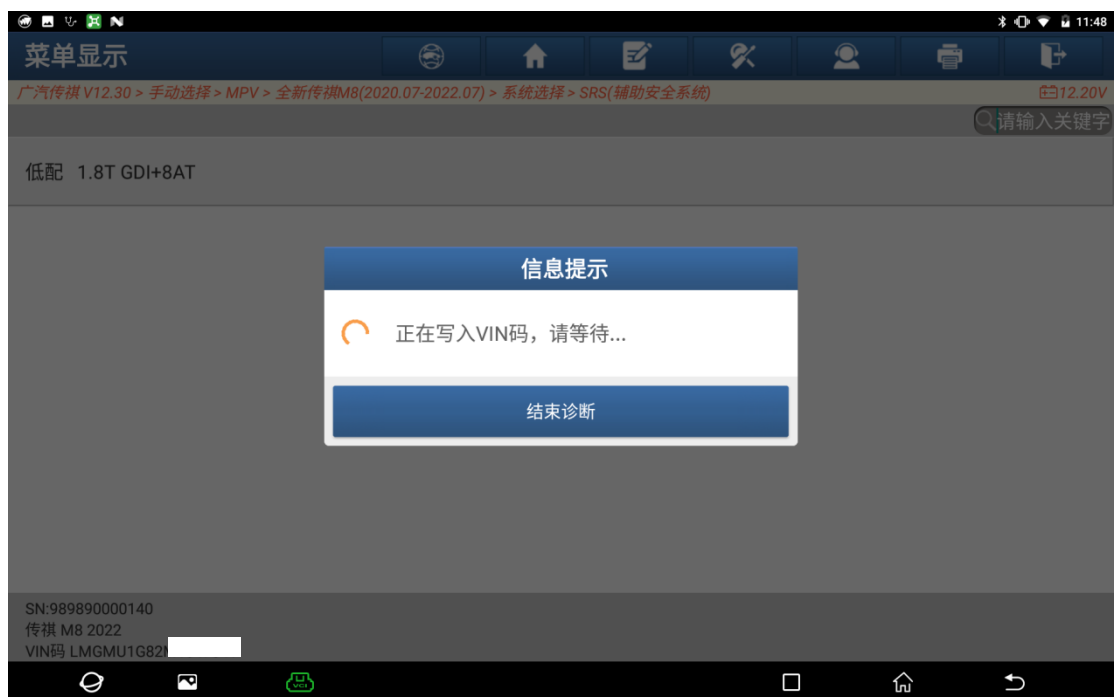 11:48
菜单显示
广汽传祺 V12.30 > 手动选择 > MPV > 全新传祺M8(2020.07-2022.07) > 系统选择 > SRS(辅助安全系统) 12.20V
请输入关键字
低配 1.8T GDI+8AT
信息提示
正在写入VIN码，请等待...
结束诊断
SN:989890000140
传祺 M8 2022
VIN码 LMGMU1G82
VCI